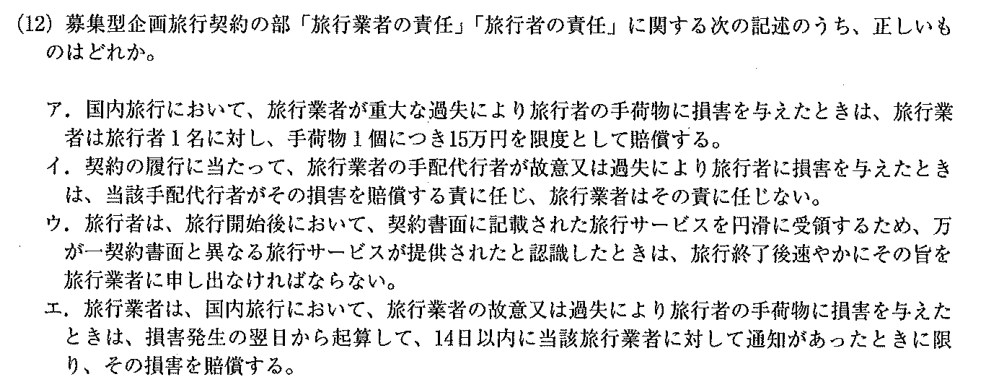 (12) 募集型企画旅行契約の部「旅行業者の責任」「旅行者の責任」に関する次の記述のうち、正しいも
のはどれか。
ア．国内旅行において、旅行業者が重大な過失により旅行者の手荷物に損害を与えたときは、旅行業
者は旅行者１名に対し、手荷物１個につき15万円を限度として賠償する。
イ．契約の履行に当たって、旅行業者の手配代行者が故意又は過失により旅行者に損害を与えたとき
は、当該手配代行者がその損害を賠償する責に任じ、旅行業者はその責に任じない。
ウ．旅行者は、旅行開始後において、契約書面に記載された旅行サービスを円滑に受領するため、万
が一契約書面と異なる旅行サービスが提供されたと認識したときは、旅行終了後速やかにその旨を
旅行業者に申し出なければならない。
エ．旅行業者は、国内旅行において、旅行業者の故意又は過失により旅行者の手荷物に損害を与えた
ときは、損害発生の翌日から起算して、14日以内に当該旅行業者に対して通知があったときに限
り、その損害を賠償する。